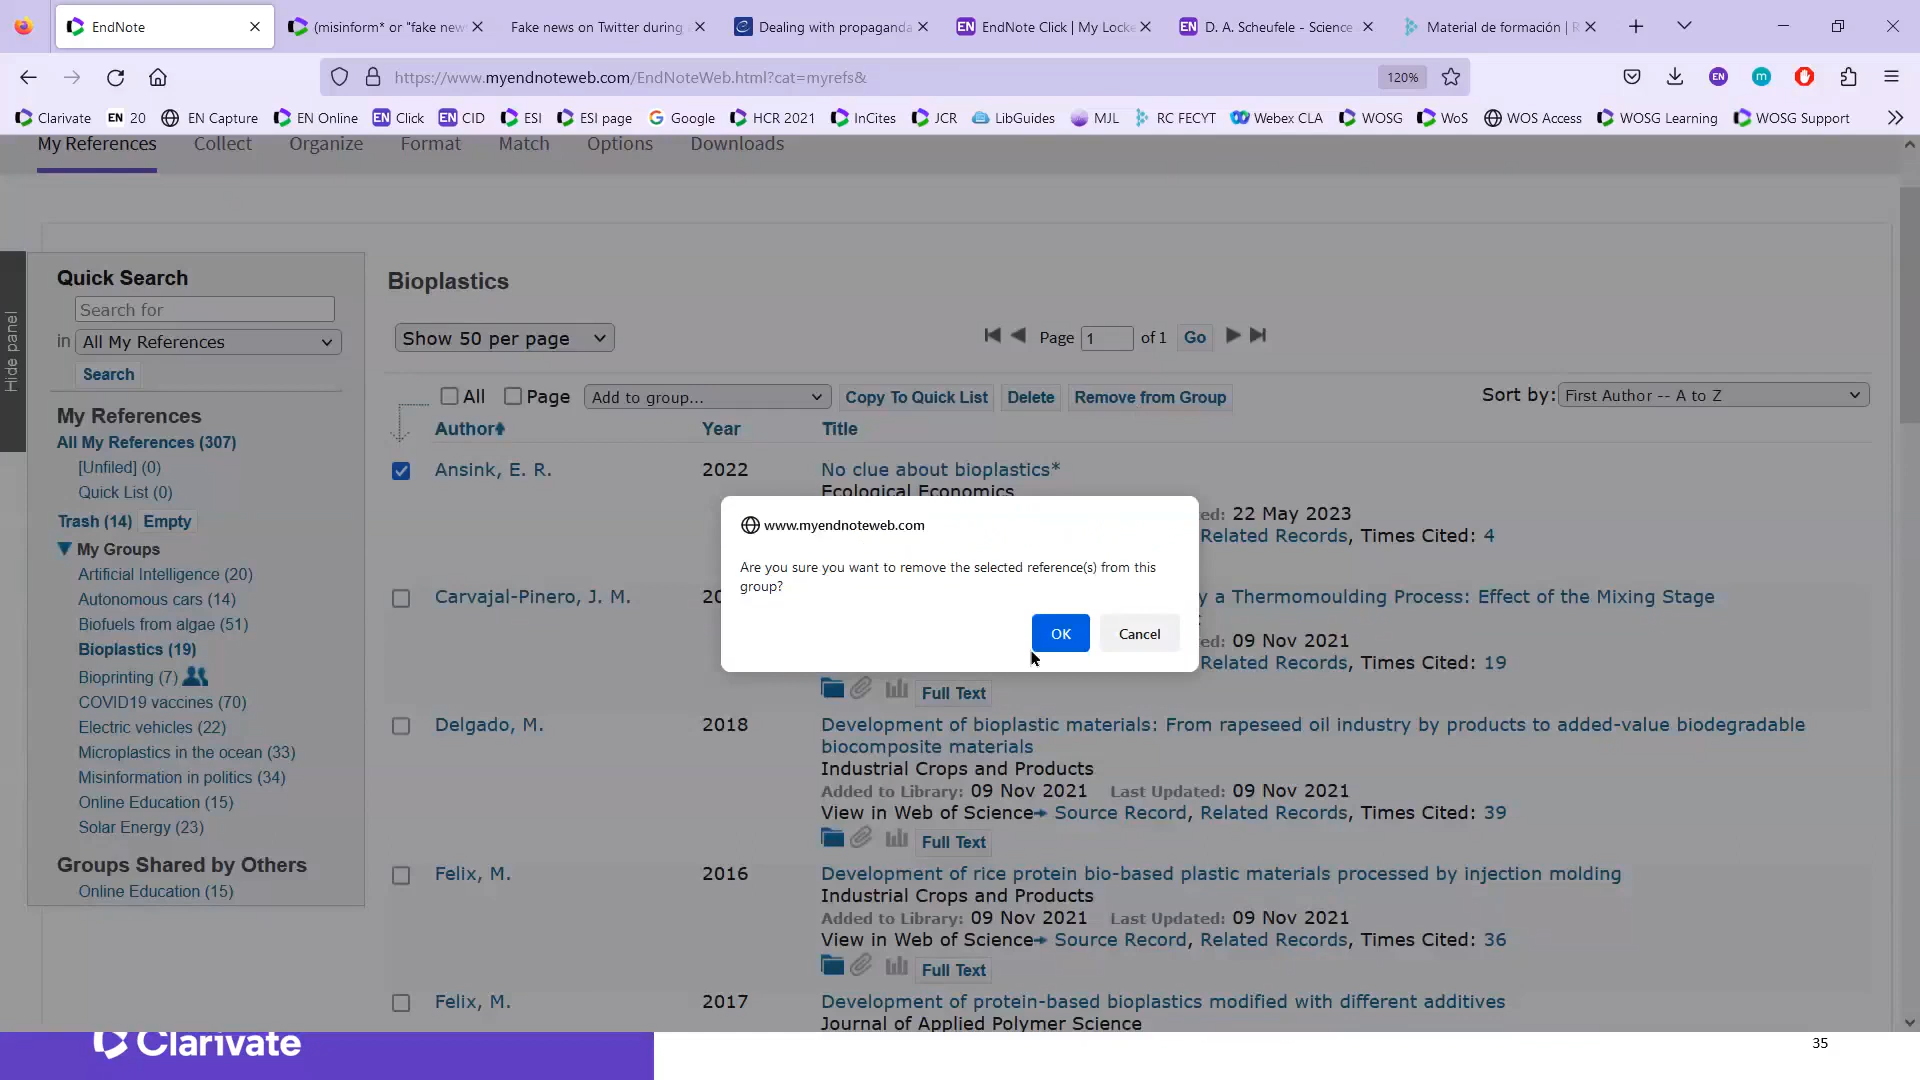 EndNote
(misinform* or "fake new
Fake news on Twitter during
Dealing with propaganda
EndNote Click | My Locke
D. A. Scheufele - Science
Material de formación | R
https://www.myendnoteweb.com/EndNoteWeb.html?cat=myrefs&
120%
Clarivate
EN 20
EN Capture
EN Online
EN Click
EN CID
ESI
ESI page
Google
HCR 2021
InCites
JCR
LibGuides
MJL
RC FECYT
Webex CLA
WOSG
WoS
WOS Access
WOSG Learning
WOSG Support
My References
Collect
Organize
Format
Match
Options
Downloads
Hide panel
Quick Search
Search for
in All My References
Search
My References
All My References (307)
[Unfiled] (0)
Quick List (0)
Trash (14) Empty
My Groups
Artificial Intelligence (20)
Autonomous cars (14)
Biofuels from algae (51)
Bioplastics (19)
Bioprinting (7)
COVID19 vaccines (70)
Electric vehicles (22)
Microplastics in the ocean (33)
Misinformation in politics (34)
Online Education (15)
Solar Energy (23)
Groups Shared by Others
Online Education (15)
Bioplastics
Show 50 per page
Page 1 of 1 Go
All Page Add to group... Copy To Quick List Delete Remove from Group
Sort by: First Author -- A to Z
Author Year Title
Ansink, E. R. 2022 No clue about bioplastics*
Ecological Economics
ed: 22 May 2023
Related Records, Times Cited: 4
www.myendnoteweb.com
Are you sure you want to remove the selected reference(s) from this
group?
OK Cancel
Carvajal-Pinero, J. M. 20 y a Thermomoulding Process: Effect of the Mixing Stage
ed: 09 Nov 2021
Related Records, Times Cited: 19
Full Text
Delgado, M. 2018 Development of bioplastic materials: From rapeseed oil industry by products to added-value biodegradable
biocomposite materials
Industrial Crops and Products
Added to Library: 09 Nov 2021 Last Updated: 09 Nov 2021
View in Web of Science Source Record, Related Records, Times Cited: 39
Full Text
Felix, M. 2016 Development of rice protein bio-based plastic materials processed by injection molding
Industrial Crops and Products
Added to Library: 09 Nov 2021 Last Updated: 09 Nov 2021
View in Web of Science Source Record, Related Records, Times Cited: 36
Full Text
Felix, M. 2017 Development of protein-based bioplastics modified with different additives
Journal of Applied Polymer Science
Clarivate
35